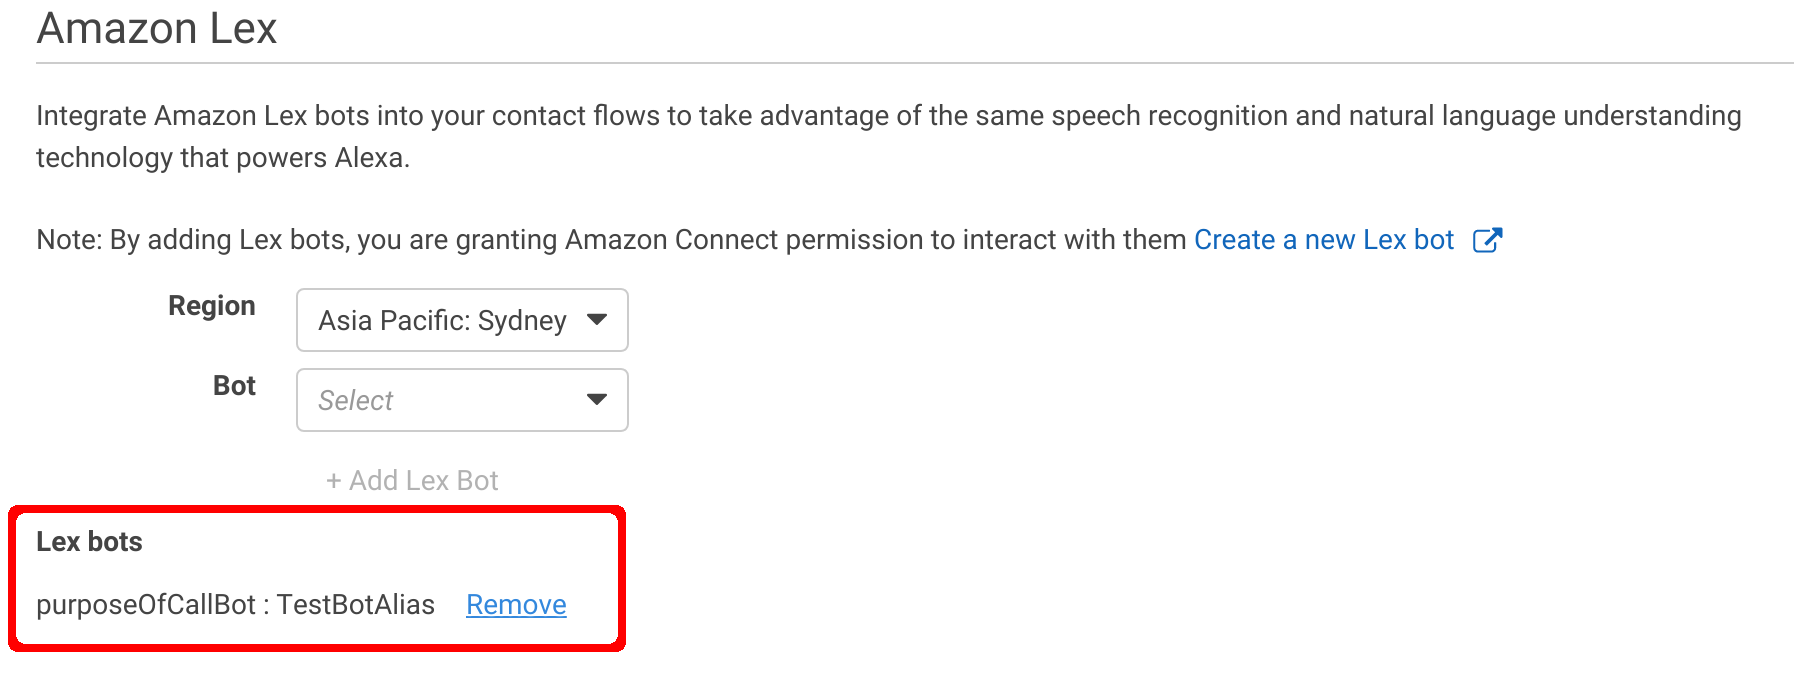 Amazon Lex
Integrate Amazon Lex bots into your contact flows to take advantage of the same speech recognition and natural language understanding
technology that powers Alexa.
Note: By adding Lex bots, you are granting Amazon Connect permission to interact with them Create a new Lex bot
Region
Asia Pacific: Sydney
Bot
Select
+ Add Lex Bot
Lex bots
purposeOfCallBot : TestBotAlias Remove